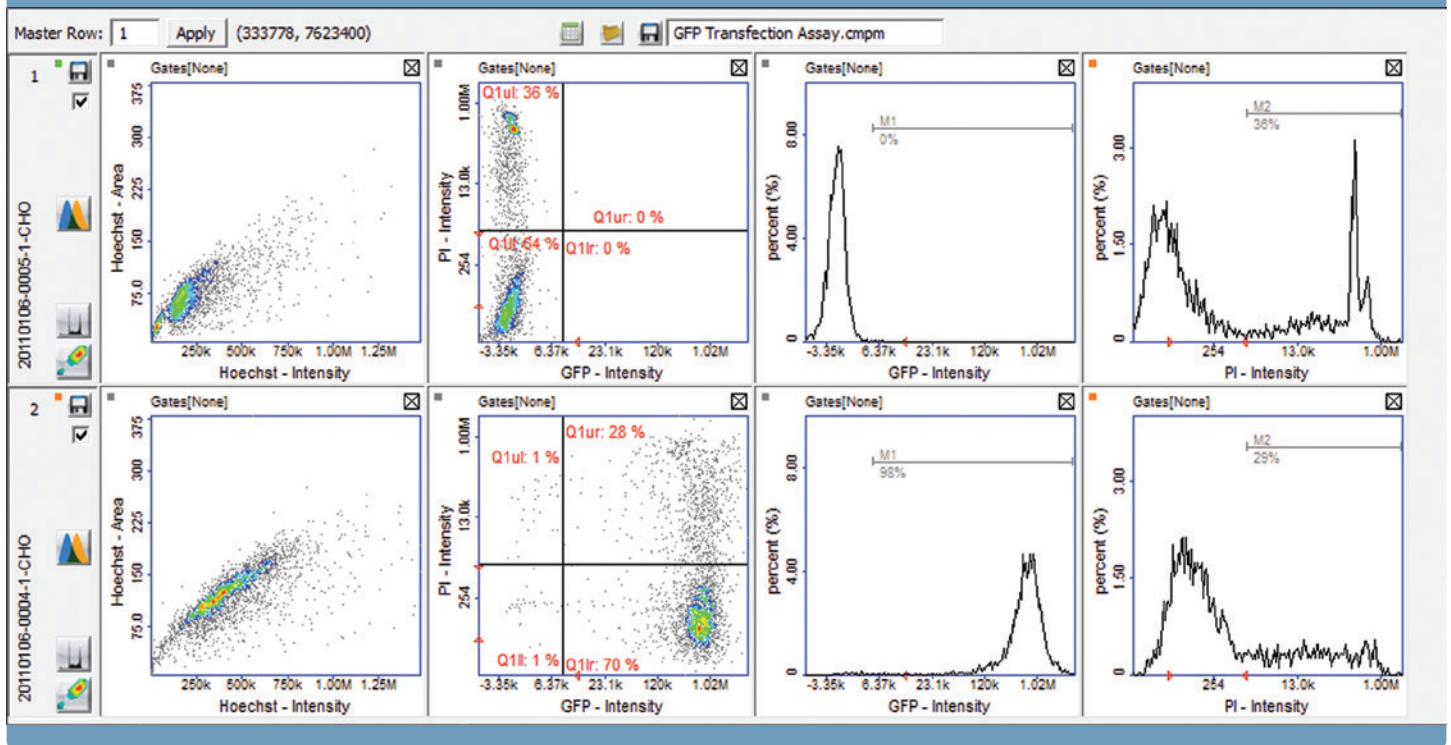 Master Row: 1 Apply (333778, 7623400) GFP Transfection Assay.cmpm
1
20110106-0005-1-CHO
Gates[None]
375
300
225
150
75.0
Hoechst - Area
250k 500k 750k 1.00M 1.25M
Hoechst - Intensity
Gates[None]
Q1ul: 36 %
1.00M
13.0k
254
PI - Intensity
Q1ur: 0 %
Q1ll: 64 %
Q1lr: 0 %
-3.35k 6.37k 23.1k 120k 1.02M
GFP - Intensity
Gates[None]
M1
0%
8.00
4.00
0
percent (%)
-3.35k 6.37k 23.1k 120k 1.02M
GFP - Intensity
Gates[None]
M2
36%
3.00
1.50
0
percent (%)
254 13.0k 1.00M
PI - Intensity
2
20110106-0004-1-CHO
Gates[None]
375
300
225
150
75.0
Hoechst - Area
250k 500k 750k 1.00M 1.25M
Hoechst - Intensity
Gates[None]
Q1ur: 28 %
Q1ul: 1 %
1.00M
13.0k
254
PI - Intensity
Q1ll: 1 %
Q1lr: 70 %
-3.35k 6.37k 23.1k 120k 1.02M
GFP - Intensity
Gates[None]
M1
98%
8.00
4.00
0
percent (%)
-3.35k 6.37k 23.1k 120k 1.02M
GFP - Intensity
Gates[None]
M2
29%
3.00
1.50
0
percent (%)
254 13.0k 1.00M
PI - Intensity